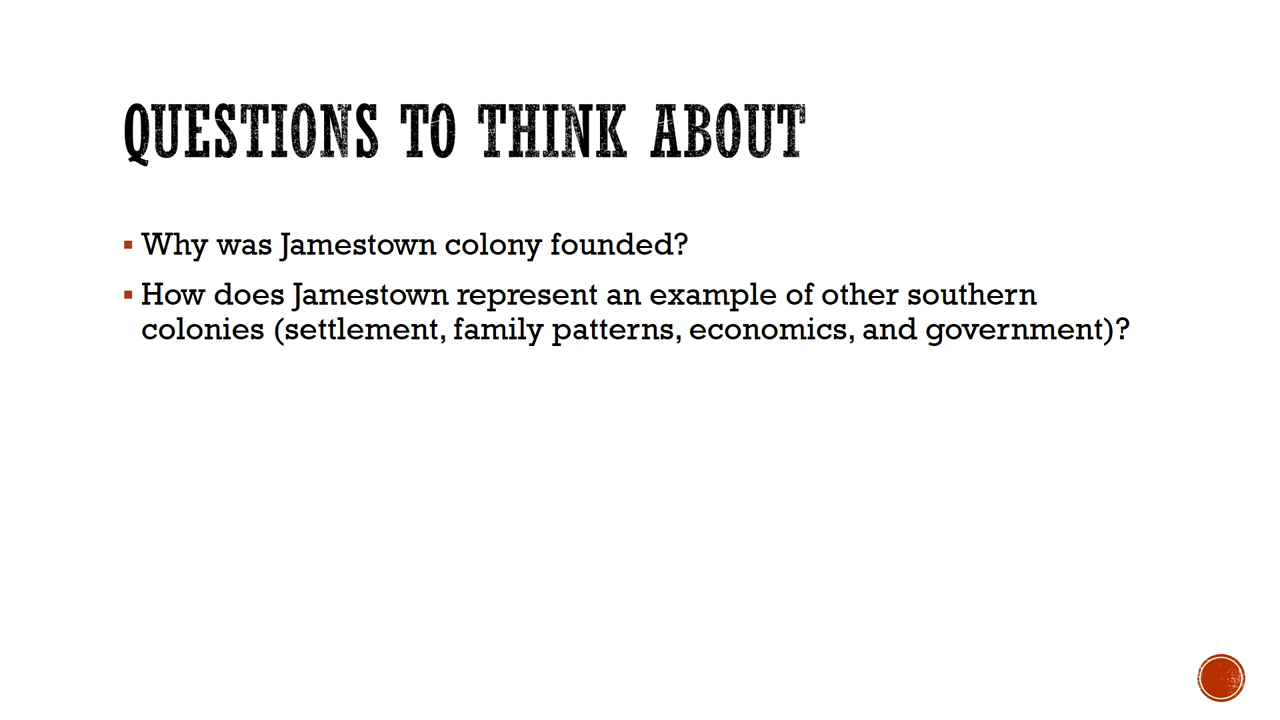 QUESTIONS TO THINK ABOUT
▪ Why was Jamestown colony founded?
▪ How does Jamestown represent an example of other southern
colonies (settlement, family patterns, economics, and government)?